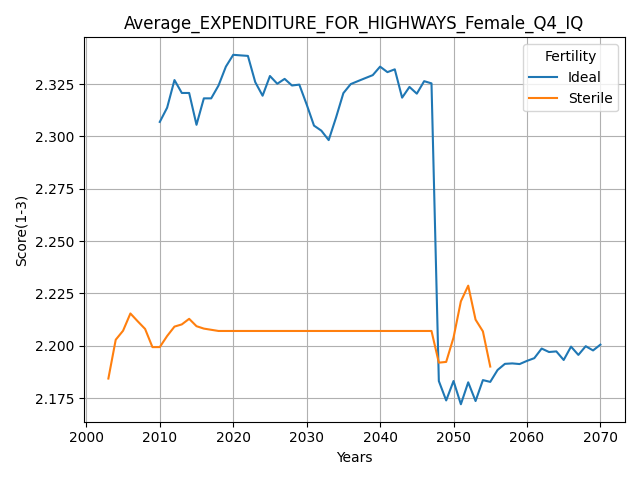 Average_EXPENDITURE_FOR_HIGHWAYS_Female_Q4_IQ
Fertility
Ideal
Sterile
Score(1-3)
2.325
2.300
2.275
2.250
2.225
2.200
2.175
2000 2010 2020 2030 2040 2050 2060 2070
Years